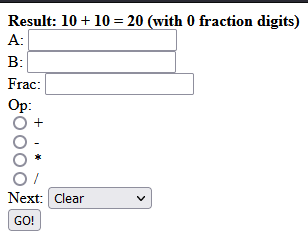 Result: 10 + 10 = 20 (with 0 fraction digits)
A:
B:
Frac:
Op:
+
-
*
/
Next: Clear
GO!